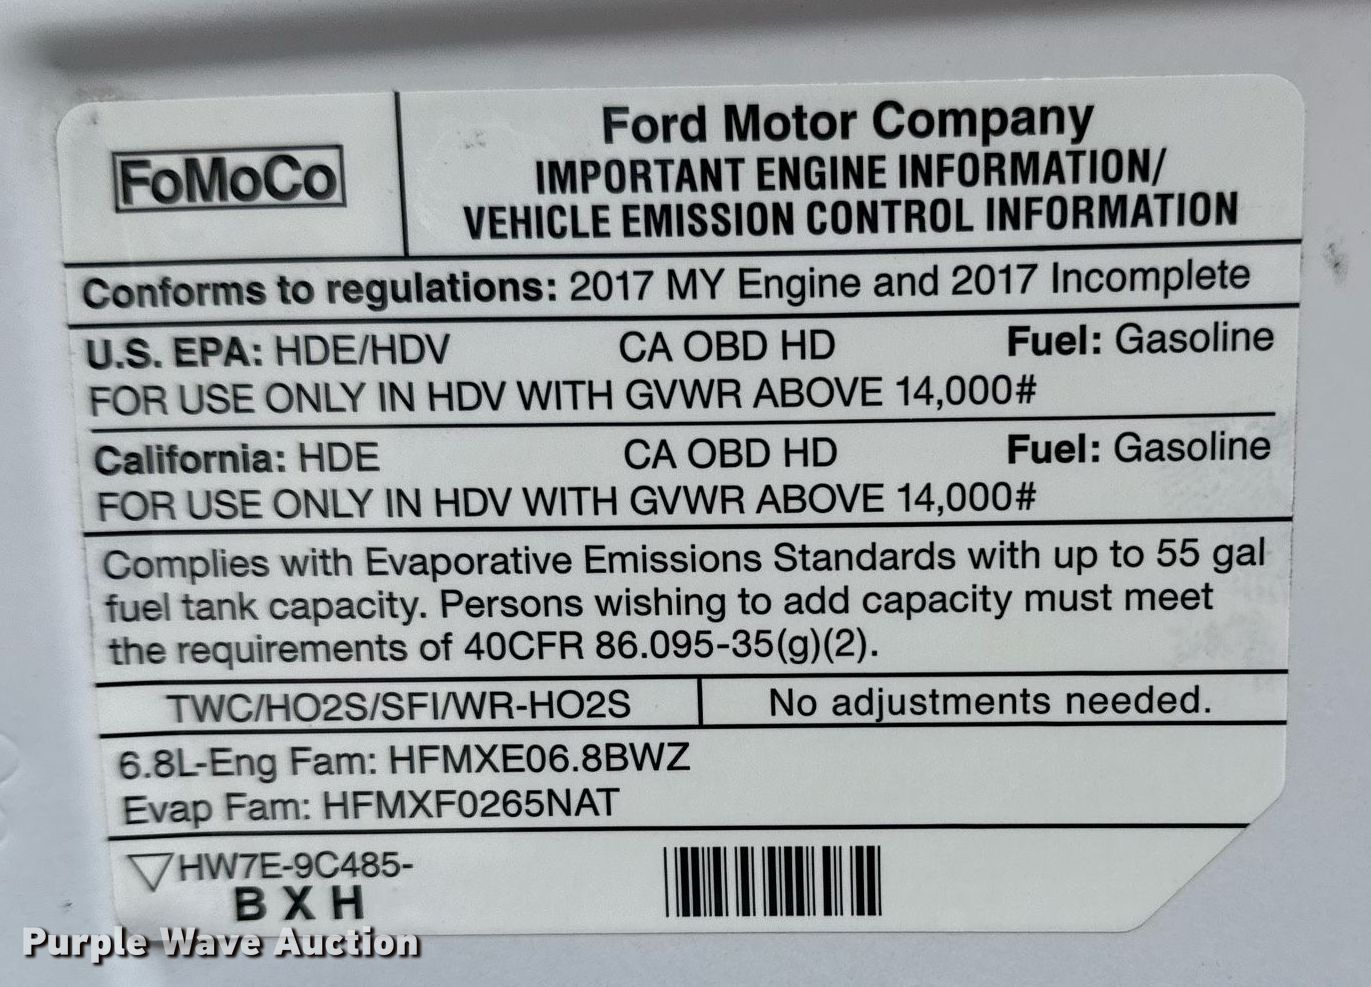 FoMoCo
Ford Motor Company
IMPORTANT ENGINE INFORMATION/
VEHICLE EMISSION CONTROL INFORMATION
Conforms to regulations: 2017 MY Engine and 2017 Incomplete
U.S. EPA: HDE/HDV CA OBD HD Fuel: Gasoline
FOR USE ONLY IN HDV WITH GVWR ABOVE 14,000#
California: HDE CA OBD HD Fuel: Gasoline
FOR USE ONLY IN HDV WITH GVWR ABOVE 14,000#
Complies with Evaporative Emissions Standards with up to 55 gal
fuel tank capacity. Persons wishing to add capacity must meet
the requirements of 40CFR 86.095-35(g)(2).
TWC/HO2S/SFI/WR-HO2S No adjustments needed.
6.8L-Eng Fam: HFMXE06.8BWZ
Evap Fam: HFMXF0265NAT
HW7E-9C485-
B X H
Purple Wave Auction